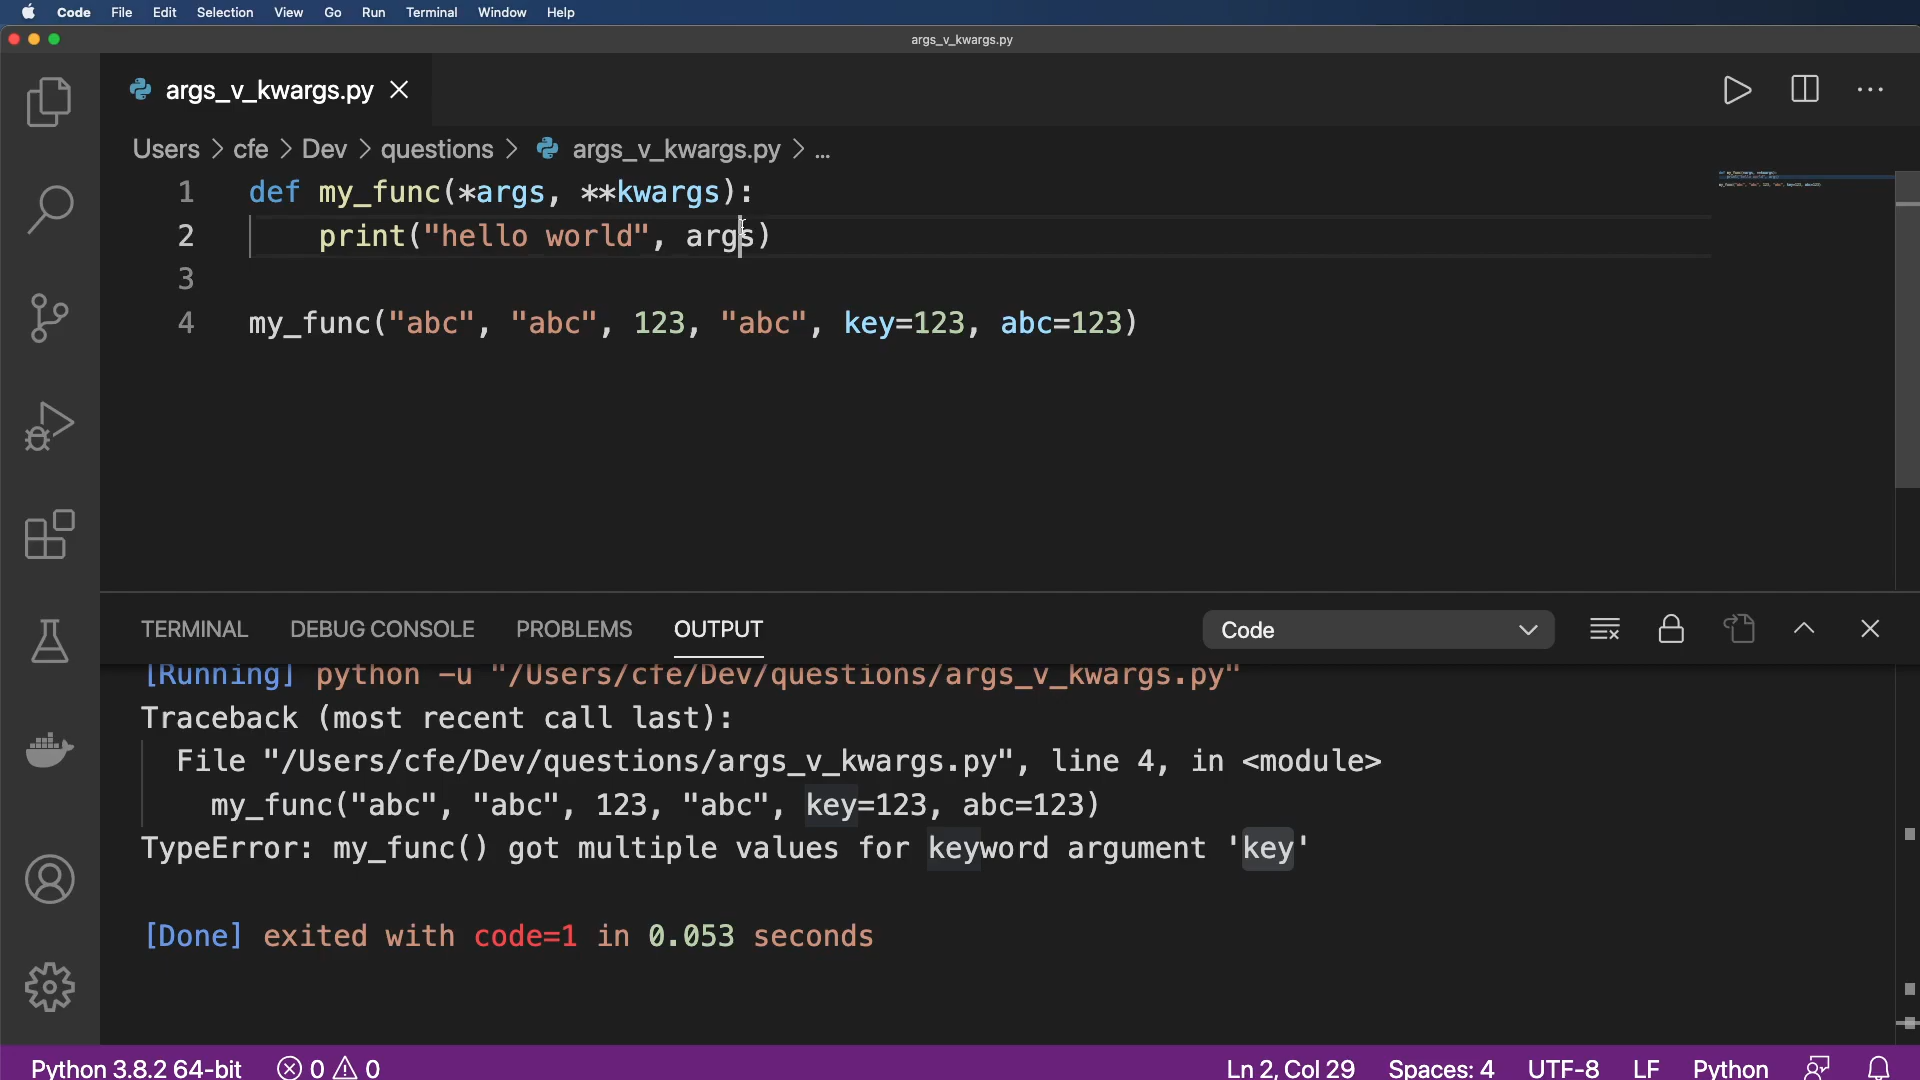 Code File Edit Selection View Go Run Terminal Window Help
args_v_kwargs.py
args_v_kwargs.py
Users > cfe > Dev > questions > args_v_kwargs.py > ...
1 def my_func(*args, **kwargs):
2 print("hello world", args)
3
4 my_func("abc", "abc", 123, "abc", key=123, abc=123)
TERMINAL DEBUG CONSOLE PROBLEMS OUTPUT Code
[Running] python -u "/Users/cfe/Dev/questions/args_v_kwargs.py"
Traceback (most recent call last):
File "/Users/cfe/Dev/questions/args_v_kwargs.py", line 4, in <module>
my_func("abc", "abc", 123, "abc", key=123, abc=123)
TypeError: my_func() got multiple values for keyword argument 'key'
[Done] exited with code=1 in 0.053 seconds
Python 3.8.2 64-bit 0 0 Ln 2, Col 29 Spaces: 4 UTF-8 LF Python